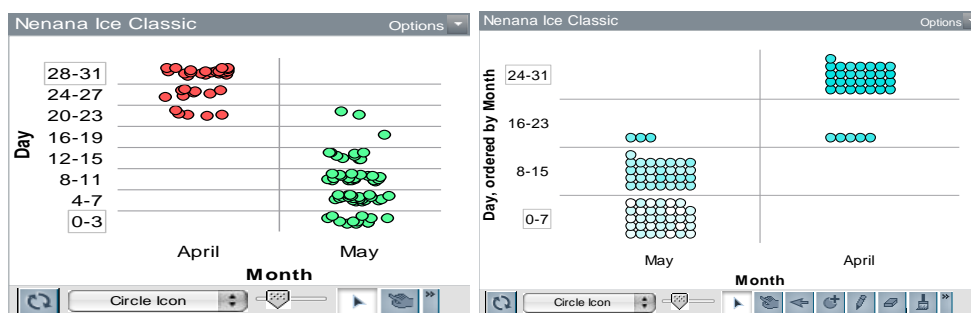 Nenana Ice Classic Options
28-31
24-27
20-23
16-19
12-15
8-11
4-7
0-3
Day
April May
Month
Circle Icon »
Nenana Ice Classic Options
24-31
16-23
8-15
0-7
Day, ordered by Month
May April
Month
Circle Icon »